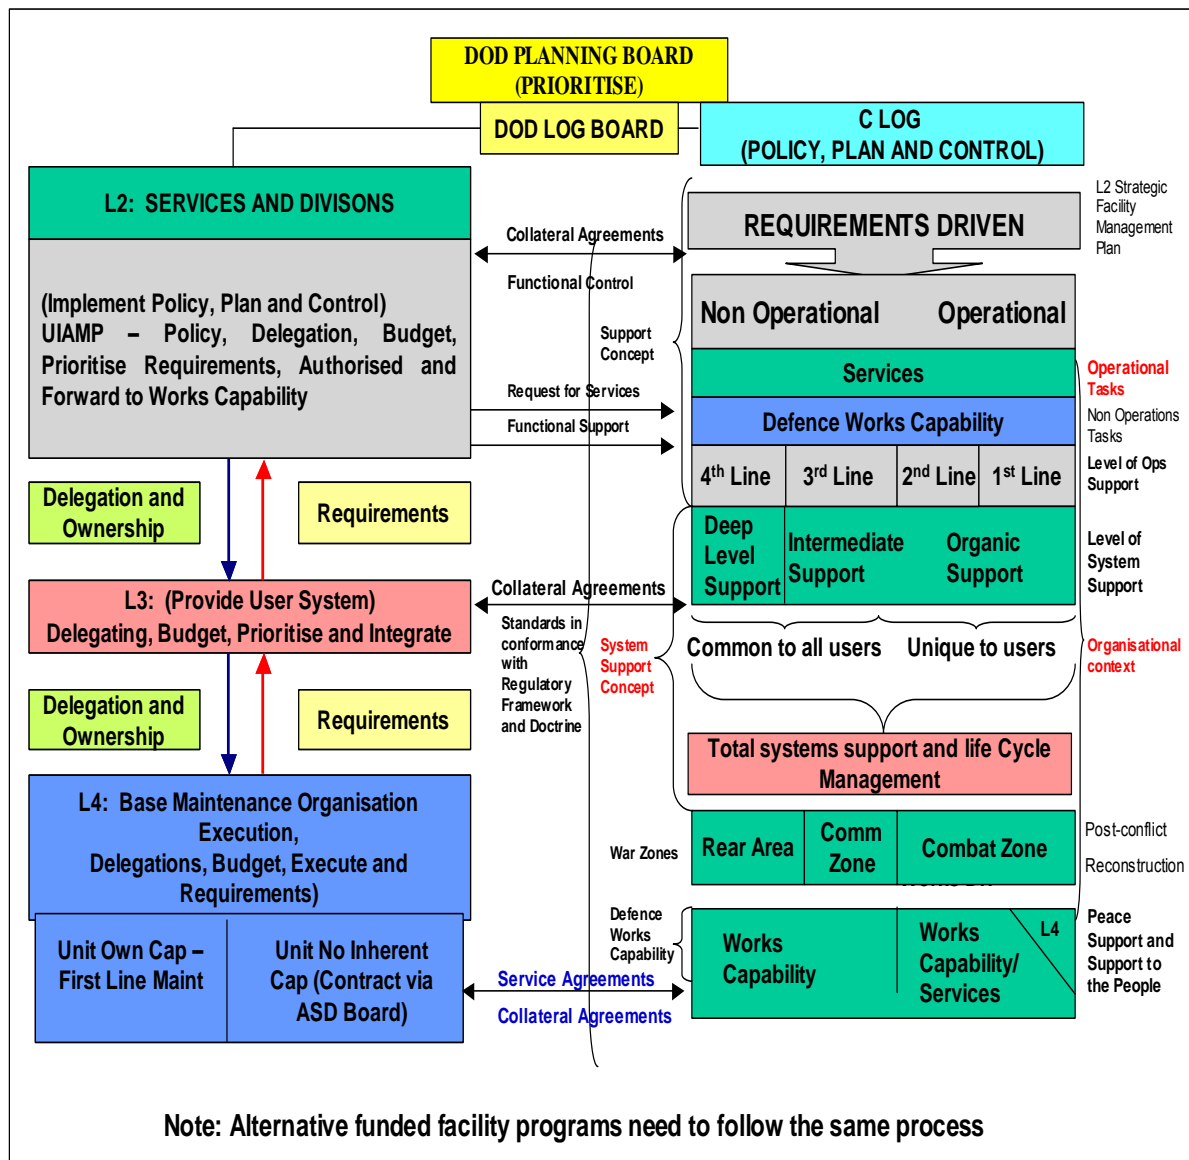 DOD PLANNING BOARD
(PRIORITISE)
DOD LOG BOARD
C LOG
(POLICY, PLAN AND CONTROL)
L2:  SERVICES AND DIVISONS
(Implement Policy, Plan and Control)
UIAMP – Policy, Delegation, Budget,
Prioritise Requirements, Authorised and
Forward to Works Capability
Delegation and
Ownership
Requirements
L3:  (Provide User System)
Delegating, Budget, Prioritise and Integrate
Delegation and
Ownership
Requirements
L4:  Base Maintenance Organisation
Execution,
Delegations, Budget, Execute and
Requirements)
Unit Own Cap –
First Line Maint
Unit No Inherent
Cap (Contract via
ASD Board)
Collateral Agreements
Functional Control
Support
Concept
Request for Services
Functional Support
Collateral Agreements
Standards in
conformance
with
Regulatory
Framework
and Doctrine
System
Support
Concept
War Zones
Defence
Works
Capability
Service Agreements
Collateral Agreements
REQUIREMENTS DRIVEN
Non Operational
Operational
Services
Defence Works Capability
4th Line
3rd Line
2nd Line
1st Line
Deep
Level
Support
Intermediate
Support
Organic
Support
Common to all users
Unique to users
Total systems support and life Cycle
Management
Rear Area
Comm
Zone
Combat Zone
Works
Capability
Works
Capability/
Services
L4
L2 Strategic
Facility
Management
Plan
Operational
Tasks
Non Operations
Tasks
Level of Ops
Support
Level of
System
Support
Organisational
context
Post-conflict
Reconstruction
Peace
Support and
Support to
the People
Note: Alternative funded facility programs need to follow the same process